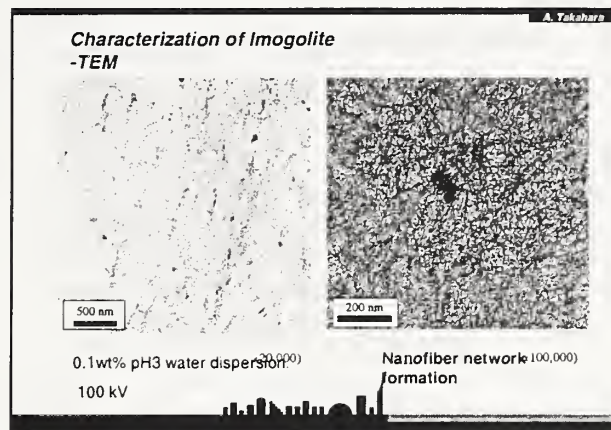 A. Takahara
Characterization of Imogolite
-TEM
500 nm
200 nm
0.1wt% pH3 water dispersion 20,000)
100 kV
Nanofiber network 100,000)
formation